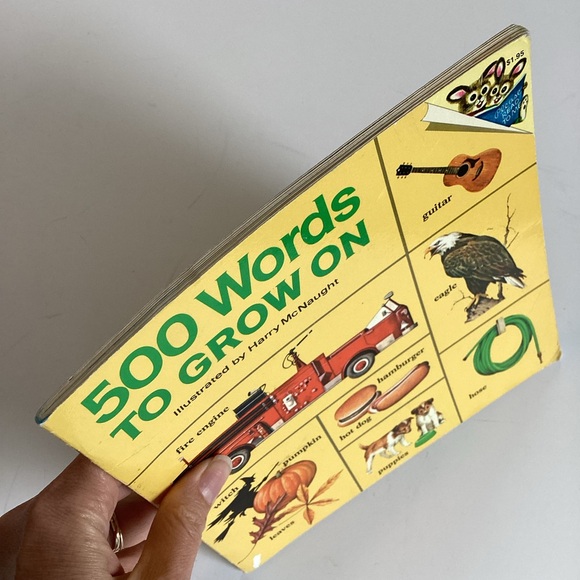 $1.95
500 Words
TO GROW ON
Illustrated by Harry McNaught
guitar
eagle
hose
fire engine
hamburger
hot dog
puppies
witch
pumpkin
leaves